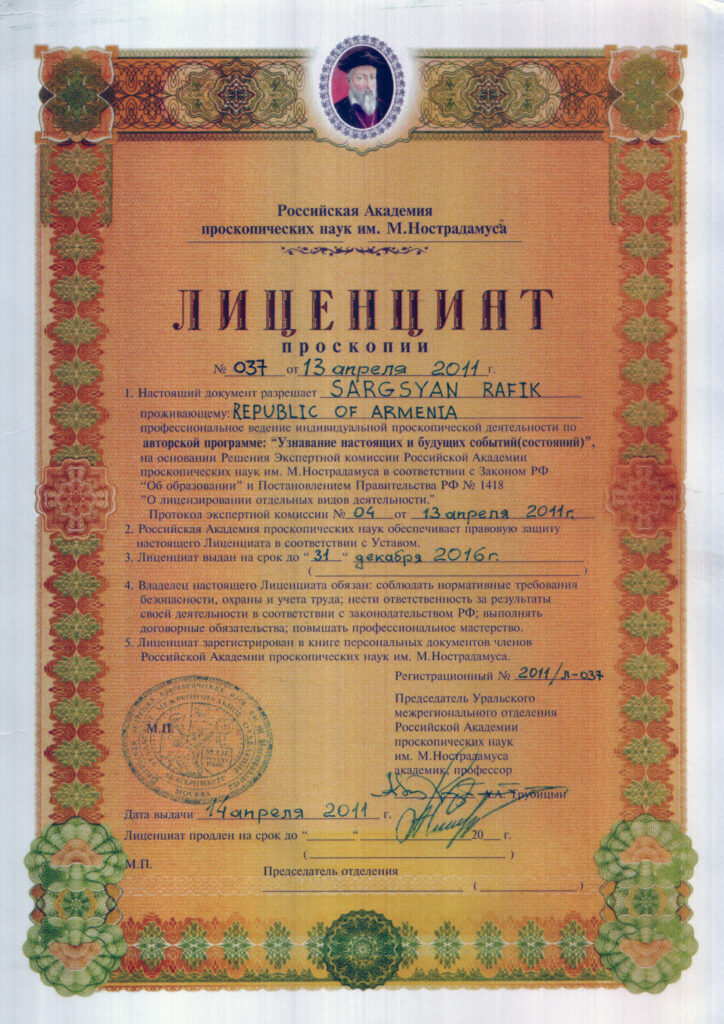 Российская Академия
проскопических наук им. М.Нострадамуса
ЛИЦЕНЦИАТ
проскопии
№ 037 от 13 апреля 2011 г.
1. Настоящий документ разрешает SARGSYAN RAFIK
проживающему: REPUBLIC OF ARMENIA
профессиональное ведение индивидуальной проскопической деятельности по
авторской программе: “Узнавание настоящих и будущих событий(состояний)”,
на основании Решения Экспертной комиссии Российской Академии
проскопических наук им. М.Нострадамуса в соответствии с Законом РФ
“Об образовании” и Постановлением Правительства РФ № 1418
"О лицензировании отдельных видов деятельности."
Протокол экспертной комиссии № 04 от 13 апреля 2011г.
2. Российская Академия проскопических наук обеспечивает правовую защиту
настоящего Лиценциата в соответствии с Уставом.
3. Лиценциат выдан на срок до “31“ декабря 2016г.
( )
4. Владелец настоящего Лиценциата обязан: соблюдать нормативные требования
безопасности, охраны и учета труда; нести ответственность за результаты
своей деятельности в соответствии с законодательством РФ; выполнять
договорные обязательства; повышать профессиональное мастерство.
5. Лиценциат зарегистрирован в книге персональных документов членов
Российской Академии проскопических наук им. М.Нострадамуса.
Регистрационный № 2011/Л-037
Председатель Уральского
межрегионального отделения
Российской Академии
проскопических наук
им. М.Нострадамуса
академик, профессор
М.П.
МОСКВА
Трубицын
Дата выдачи 14 апреля 2011 г.
Лиценциат продлен на срок до “ “ 20 г.
( )
М.П.
Председатель отделения
( )